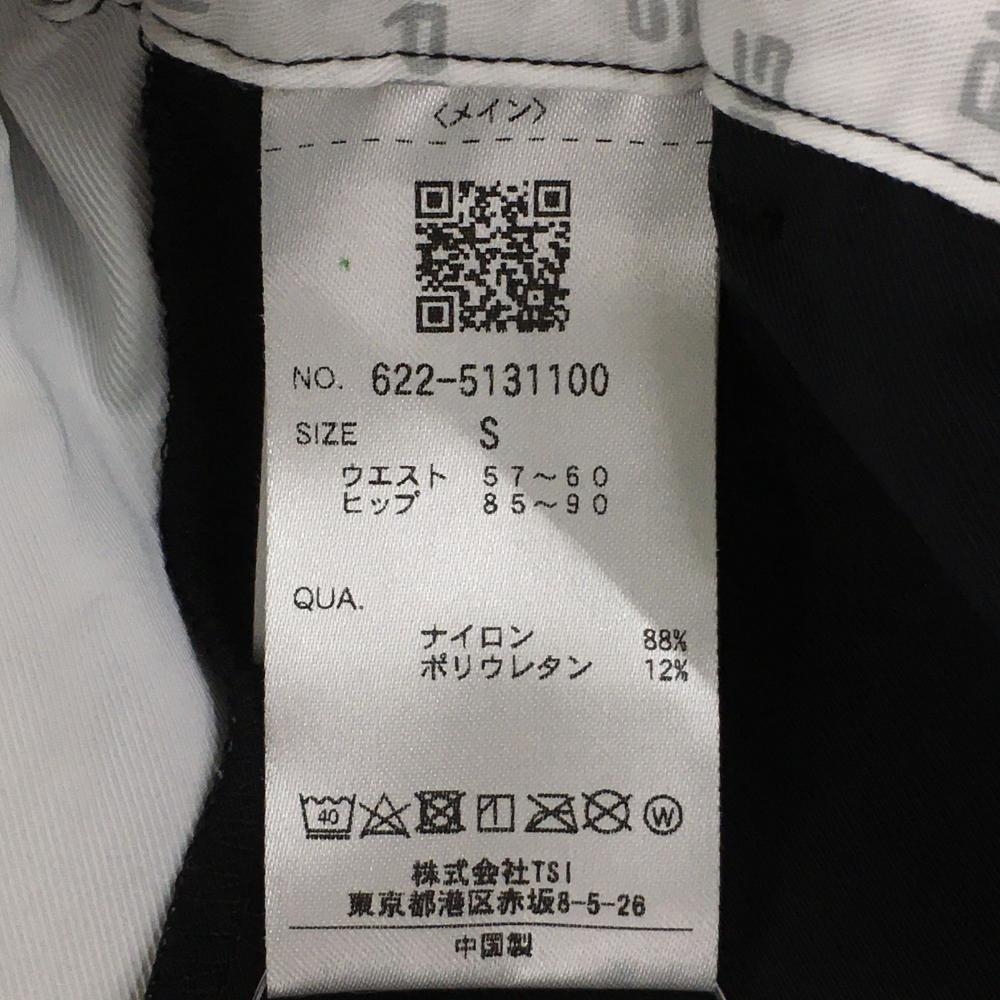 〈メイン〉
NO. 622-5131100
SIZE S
ウエスト 57〜60
ヒップ 85〜90
QUA.
ナイロン 88%
ポリウレタン 12%
40 W
株式会社TSI
東京都港区赤坂8-5-26
中国製